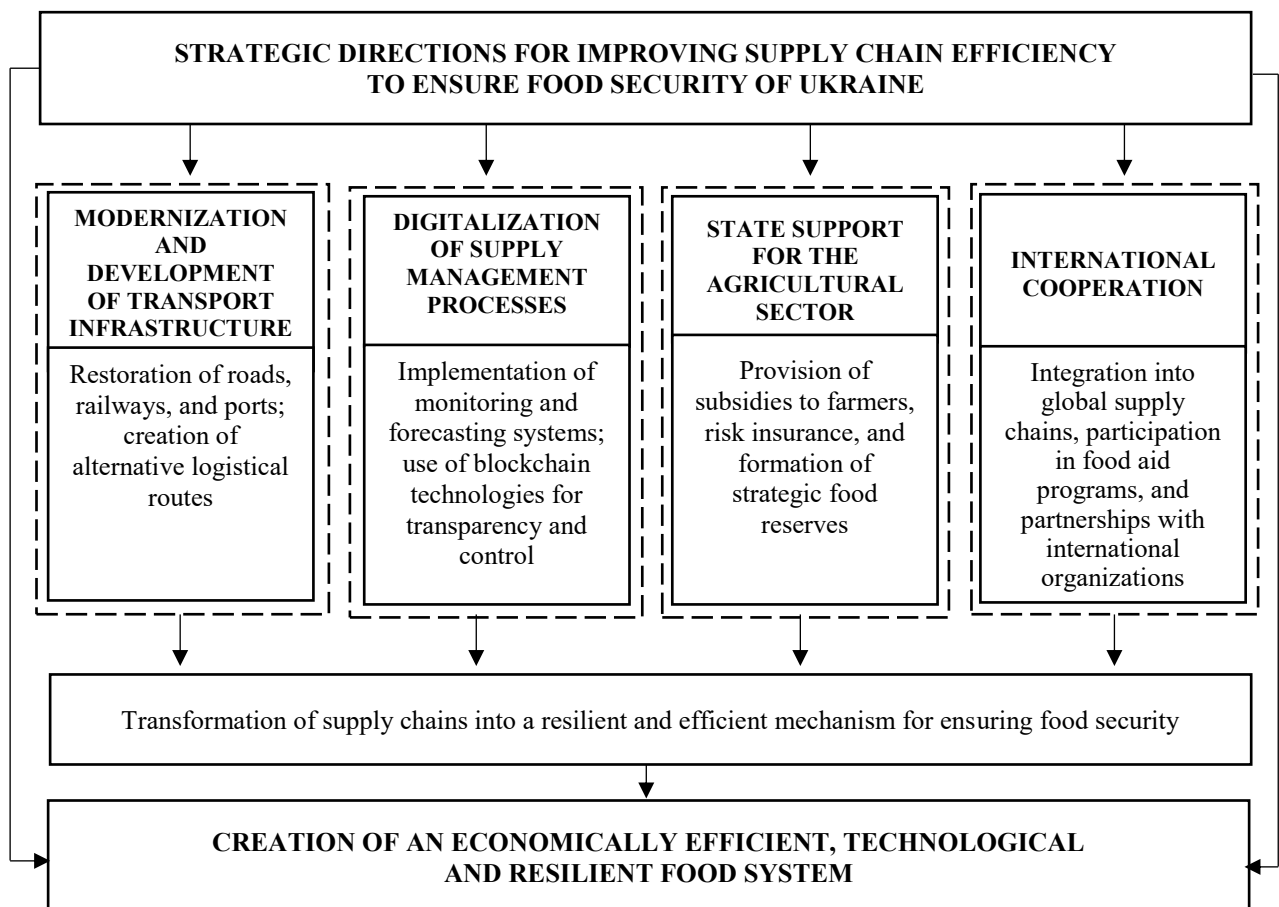 STRATEGIC DIRECTIONS FOR IMPROVING SUPPLY CHAIN EFFICIENCY
TO ENSURE FOOD SECURITY OF UKRAINE
MODERNIZATION
AND
DEVELOPMENT
OF TRANSPORT
INFRASTRUCTURE
Restoration of roads,
railways, and ports;
creation of
alternative logistical
routes
DIGITALIZATION
OF SUPPLY
MANAGEMENT
PROCESSES
Implementation of
monitoring and
forecasting systems;
use of blockchain
technologies for
transparency and
control
STATE SUPPORT
FOR THE
AGRICULTURAL
SECTOR
Provision of
subsidies to farmers,
risk insurance, and
formation of
strategic food
reserves
INTERNATIONAL
COOPERATION
Integration into
global supply
chains, participation
in food aid
programs, and
partnerships with
international
organizations
Transformation of supply chains into a resilient and efficient mechanism for ensuring food security
CREATION OF AN ECONOMICALLY EFFICIENT, TECHNOLOGICAL
AND RESILIENT FOOD SYSTEM